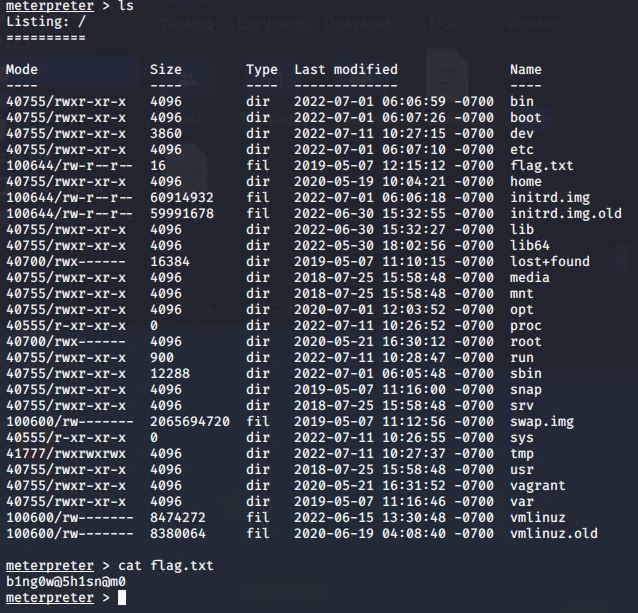 meterpreter > ls
Listing: /
==========
Mode Size Type Last modified Name
---- ---- ---- ------------- ----
40755/rwxr-xr-x 4096 dir 2022-07-01 06:06:59 -0700 bin
40755/rwxr-xr-x 4096 dir 2022-07-01 06:07:26 -0700 boot
40755/rwxr-xr-x 3860 dir 2022-07-11 10:27:15 -0700 dev
40755/rwxr-xr-x 4096 dir 2022-07-01 06:07:10 -0700 etc
100644/rw-r--r-- 16 fil 2019-05-07 12:15:12 -0700 flag.txt
40755/rwxr-xr-x 4096 dir 2020-05-19 10:04:21 -0700 home
100644/rw-r--r-- 60914932 fil 2022-07-01 06:06:18 -0700 initrd.img
100644/rw-r--r-- 59991678 fil 2022-06-30 15:32:55 -0700 initrd.img.old
40755/rwxr-xr-x 4096 dir 2022-06-30 15:32:27 -0700 lib
40755/rwxr-xr-x 4096 dir 2022-05-30 18:02:56 -0700 lib64
40700/rwx------ 16384 dir 2019-05-07 11:10:15 -0700 lost+found
40755/rwxr-xr-x 4096 dir 2018-07-25 15:58:48 -0700 media
40755/rwxr-xr-x 4096 dir 2018-07-25 15:58:48 -0700 mnt
40755/rwxr-xr-x 4096 dir 2020-07-01 12:03:52 -0700 opt
40555/r-xr-xr-x 0 dir 2022-07-11 10:26:52 -0700 proc
40700/rwx------ 4096 dir 2020-05-21 16:30:12 -0700 root
40755/rwxr-xr-x 900 dir 2022-07-11 10:28:47 -0700 run
40755/rwxr-xr-x 12288 dir 2022-07-01 06:05:48 -0700 sbin
40755/rwxr-xr-x 4096 dir 2019-05-07 11:16:00 -0700 snap
40755/rwxr-xr-x 4096 dir 2018-07-25 15:58:48 -0700 srv
100600/rw------- 2065694720 fil 2019-05-07 11:12:56 -0700 swap.img
40555/r-xr-xr-x 0 dir 2022-07-11 10:26:55 -0700 sys
41777/rwxrwxrwx 4096 dir 2022-07-11 10:27:37 -0700 tmp
40755/rwxr-xr-x 4096 dir 2018-07-25 15:58:48 -0700 usr
40755/rwxr-xr-x 4096 dir 2020-05-21 16:31:52 -0700 vagrant
40755/rwxr-xr-x 4096 dir 2019-05-07 11:16:46 -0700 var
100600/rw------- 8474272 fil 2022-06-15 13:30:48 -0700 vmlinuz
100600/rw------- 8380064 fil 2020-06-19 04:08:40 -0700 vmlinuz.old
meterpreter > cat flag.txt
b1ng0w@5h1sn@m0
meterpreter >